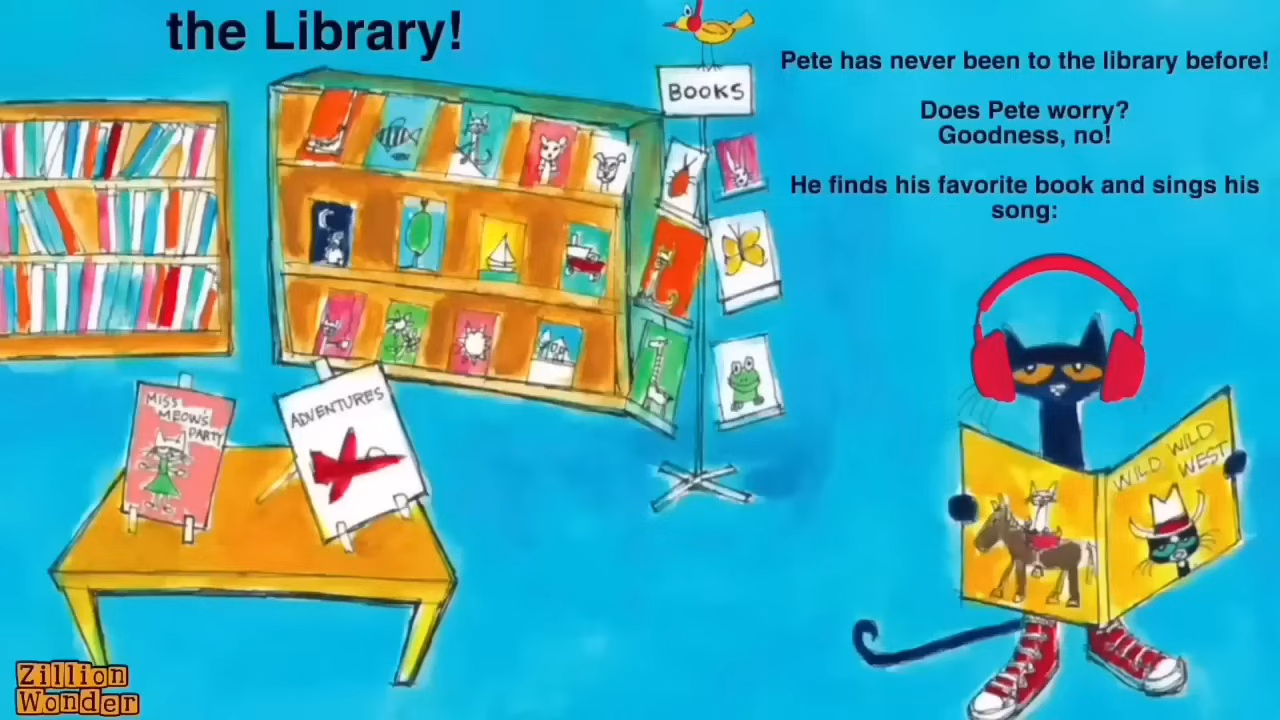 the Library!
BOOKS
Pete has never been to the library before!
Does Pete worry?
Goodness, no!
He finds his favorite book and sings his
song:
MISS
MEOW'S
PARTY
ADVENTURES
WILD WILD
WEST
Zillion
Wonder